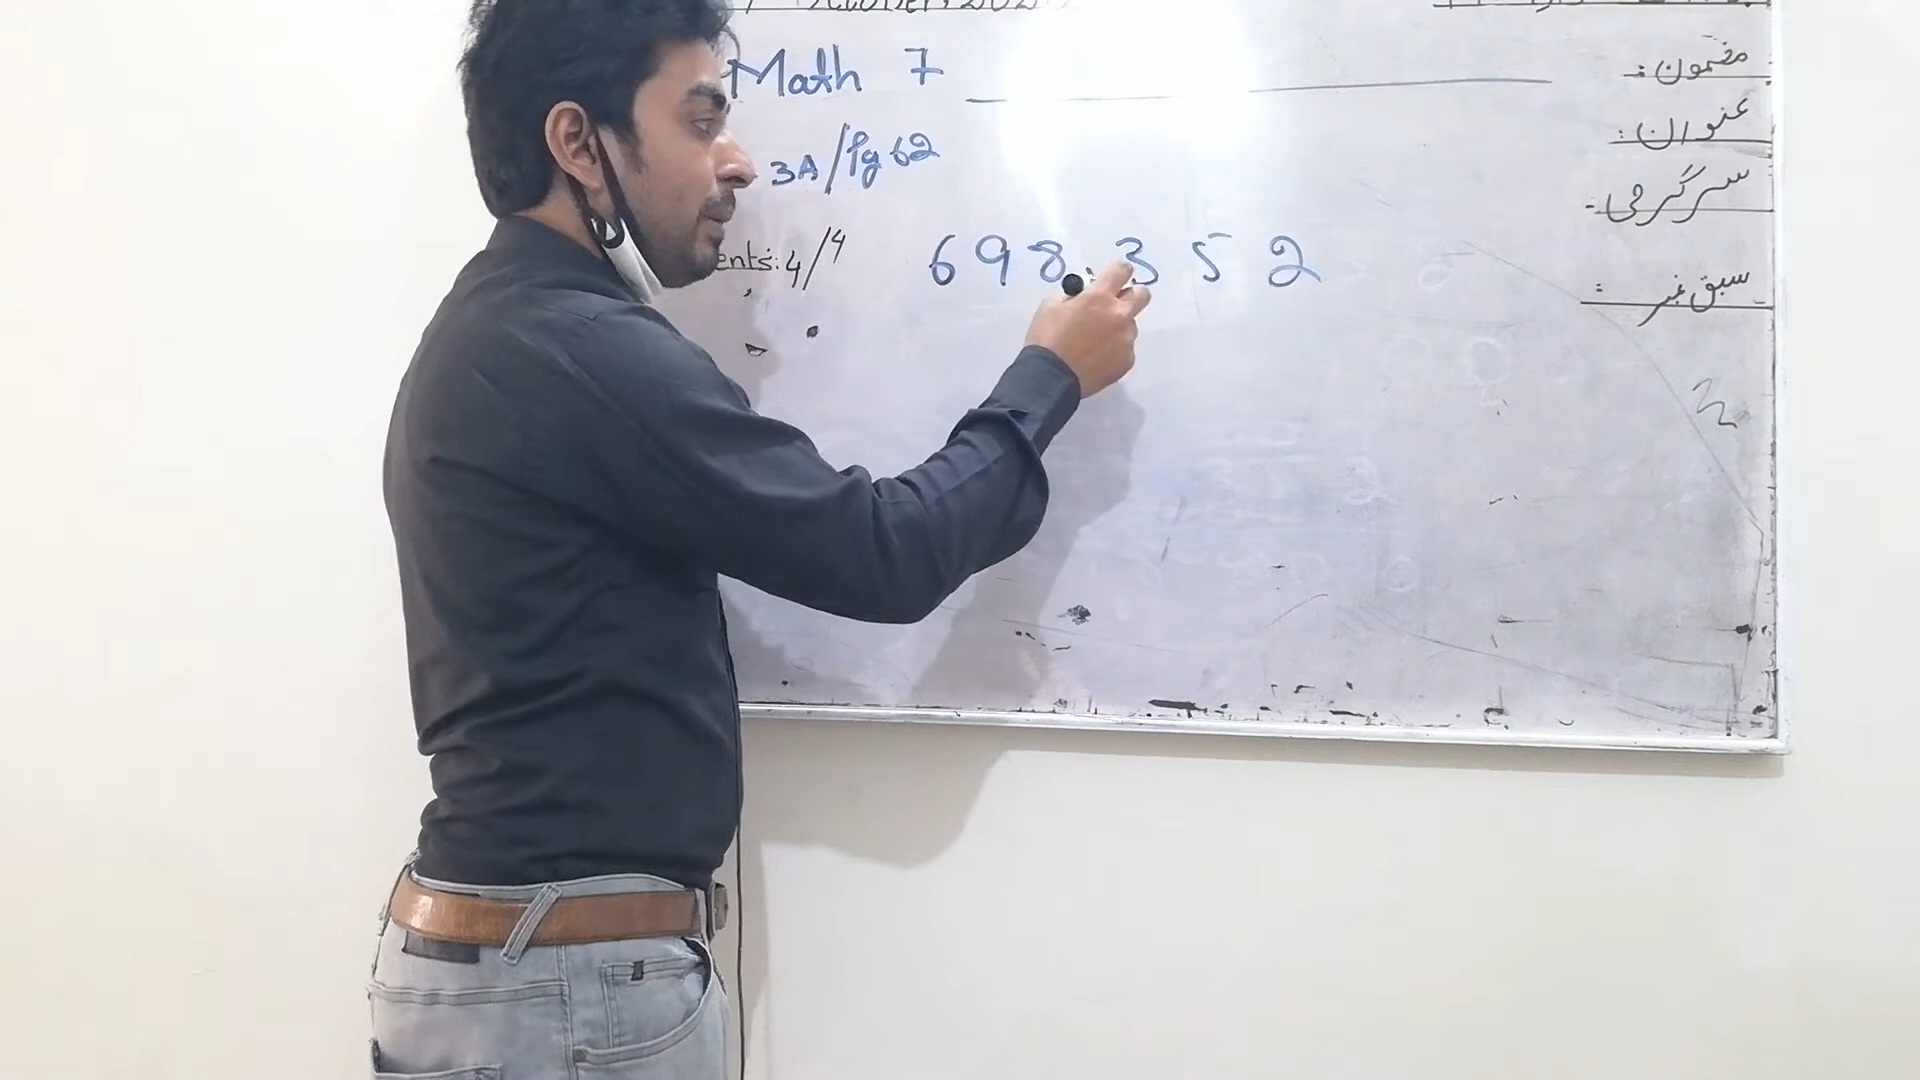 Math 7
3A/Pg 62
ents: 4/4
698.352
مضمون:
عنوان:
سرگرمی:
سبق نمبر: